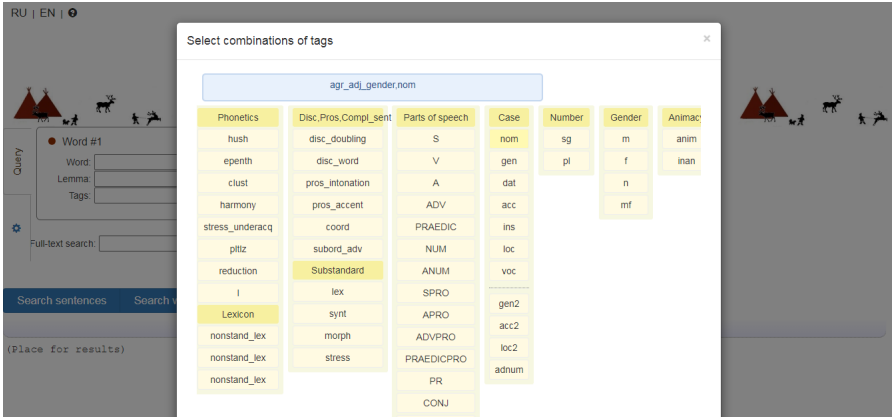 RU | EN |
Select combinations of tags
×
agr_adj_gender,nom
Phonetics
hush
epenth
clust
harmony
stress_underacq
pltlz
reduction
l
Lexicon
nonstand_lex
nonstand_lex
nonstand_lex
Disc,Pros,Compl_sent
disc_doubling
disc_word
pros_intonation
pros_accent
coord
subord_adv
Substandard
lex
synt
morph
stress
Parts of speech
S
V
A
ADV
PRAEDIC
NUM
ANUM
SPRO
APRO
ADVPRO
PRAEDICPRO
PR
CONJ
Case
nom
gen
dat
acc
ins
loc
voc
gen2
acc2
loc2
adnum
Number
sg
pl
Gender
m
f
n
mf
Animacy
anim
inan
Query
Word #1
Word:
Lemma:
Tags:
Full-text search:
Search sentences
Search w
(Place for results)